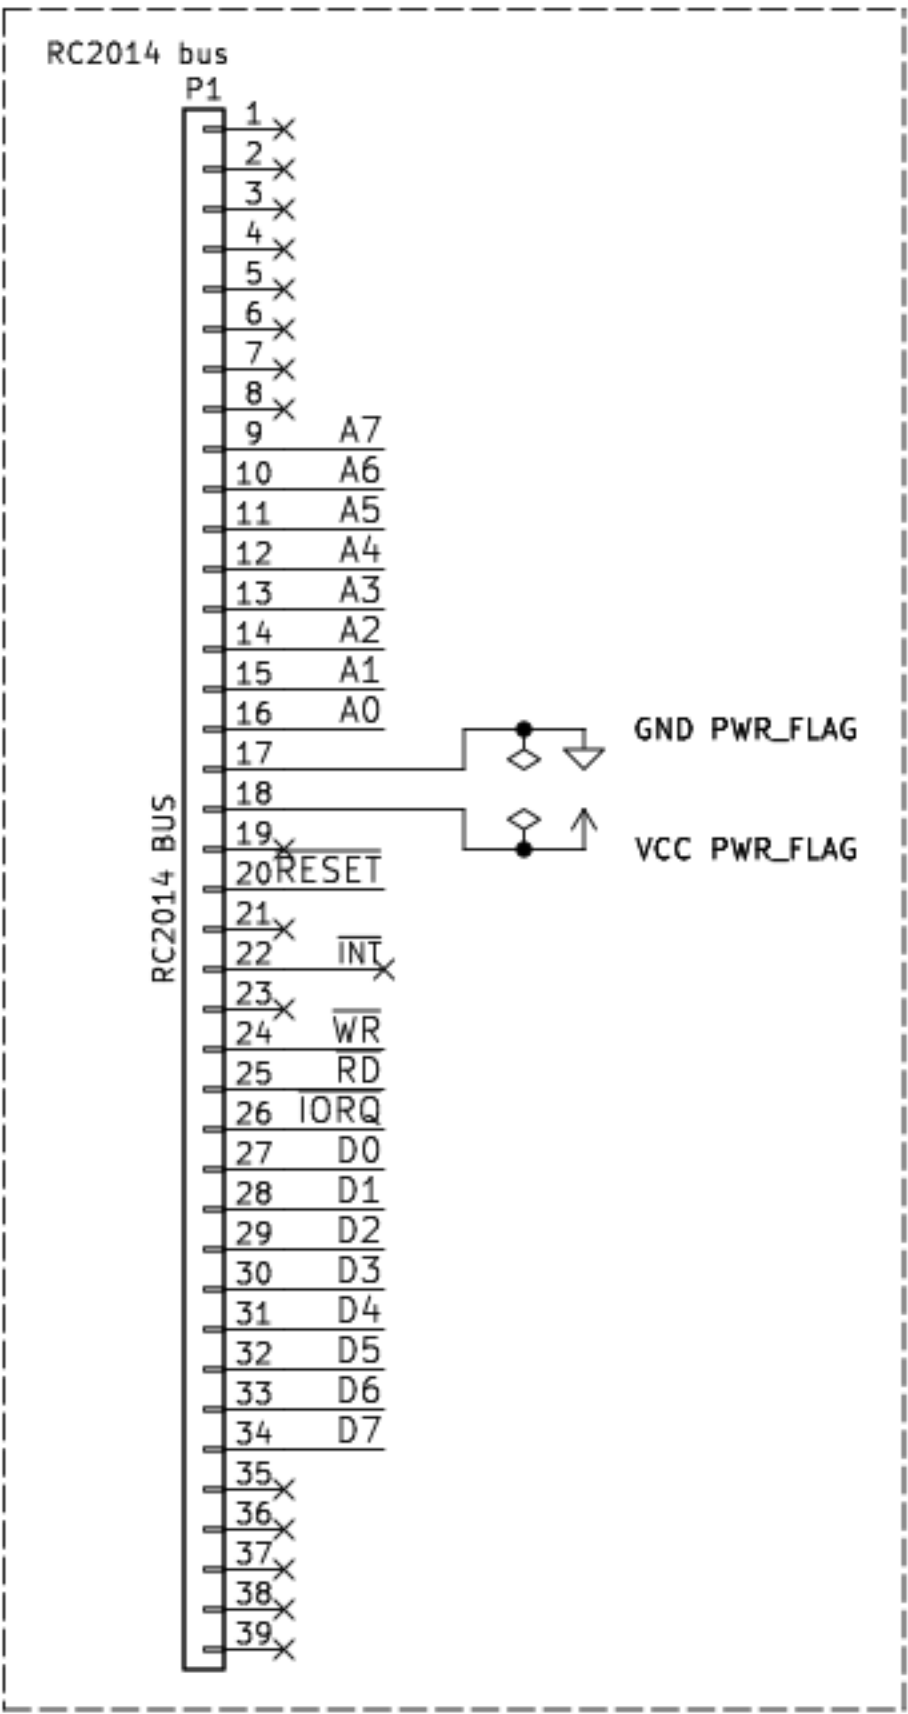 RC2014 bus
P1
1
2
3
4
5
6
7
8
9 A7
10 A6
11 A5
12 A4
13 A3
14 A2
15 A1
16 A0
GND PWR_FLAG
17
18
VCC PWR_FLAG
19
20 RESET
21
22 INT
23
24 WR
25 RD
26 IORQ
27 D0
28 D1
29 D2
30 D3
31 D4
32 D5
33 D6
34 D7
35
36
37
38
39
RC2014 BUS